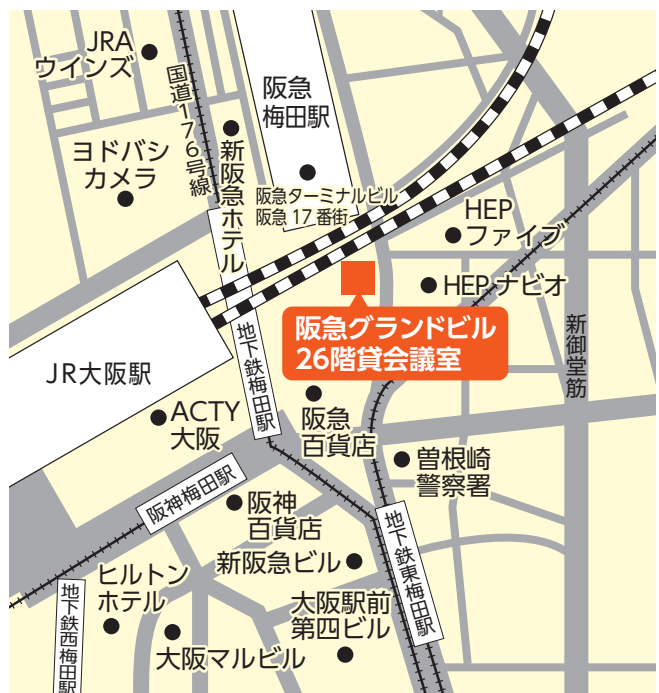 JRA
ウインズ
国道176号線
阪急
梅田駅
ヨドバシ
カメラ
新阪急ホテル
阪急ターミナルビル
阪急17番街
HEP
ファイブ
HEPナビオ
阪急グランドビル
26階貸会議室
新御堂筋
JR大阪駅
地下鉄梅田駅
ACTY
大阪
阪急
百貨店
曽根崎
警察署
阪神梅田駅
阪神
百貨店
地下鉄東梅田駅
新阪急ビル
ヒルトン
ホテル
大阪駅前
第四ビル
地下鉄西梅田駅
大阪マルビル